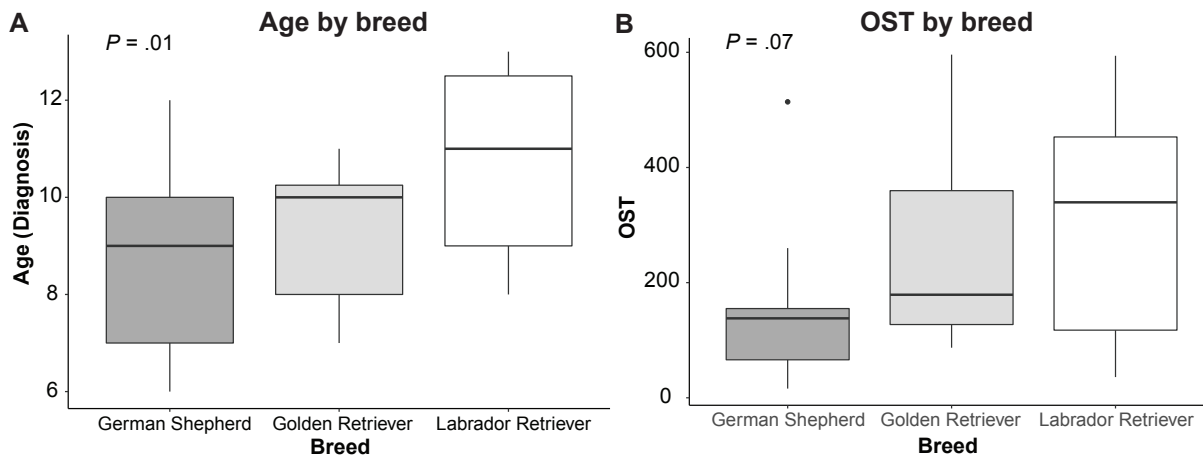 A
Age by breed
P = .01
Age (Diagnosis)
12
10
8
6
German Shepherd
Golden Retriever
Labrador Retriever
Breed
B
OST by breed
P = .07
OST
600
400
200
0
German Shepherd
Golden Retriever
Labrador Retriever
Breed